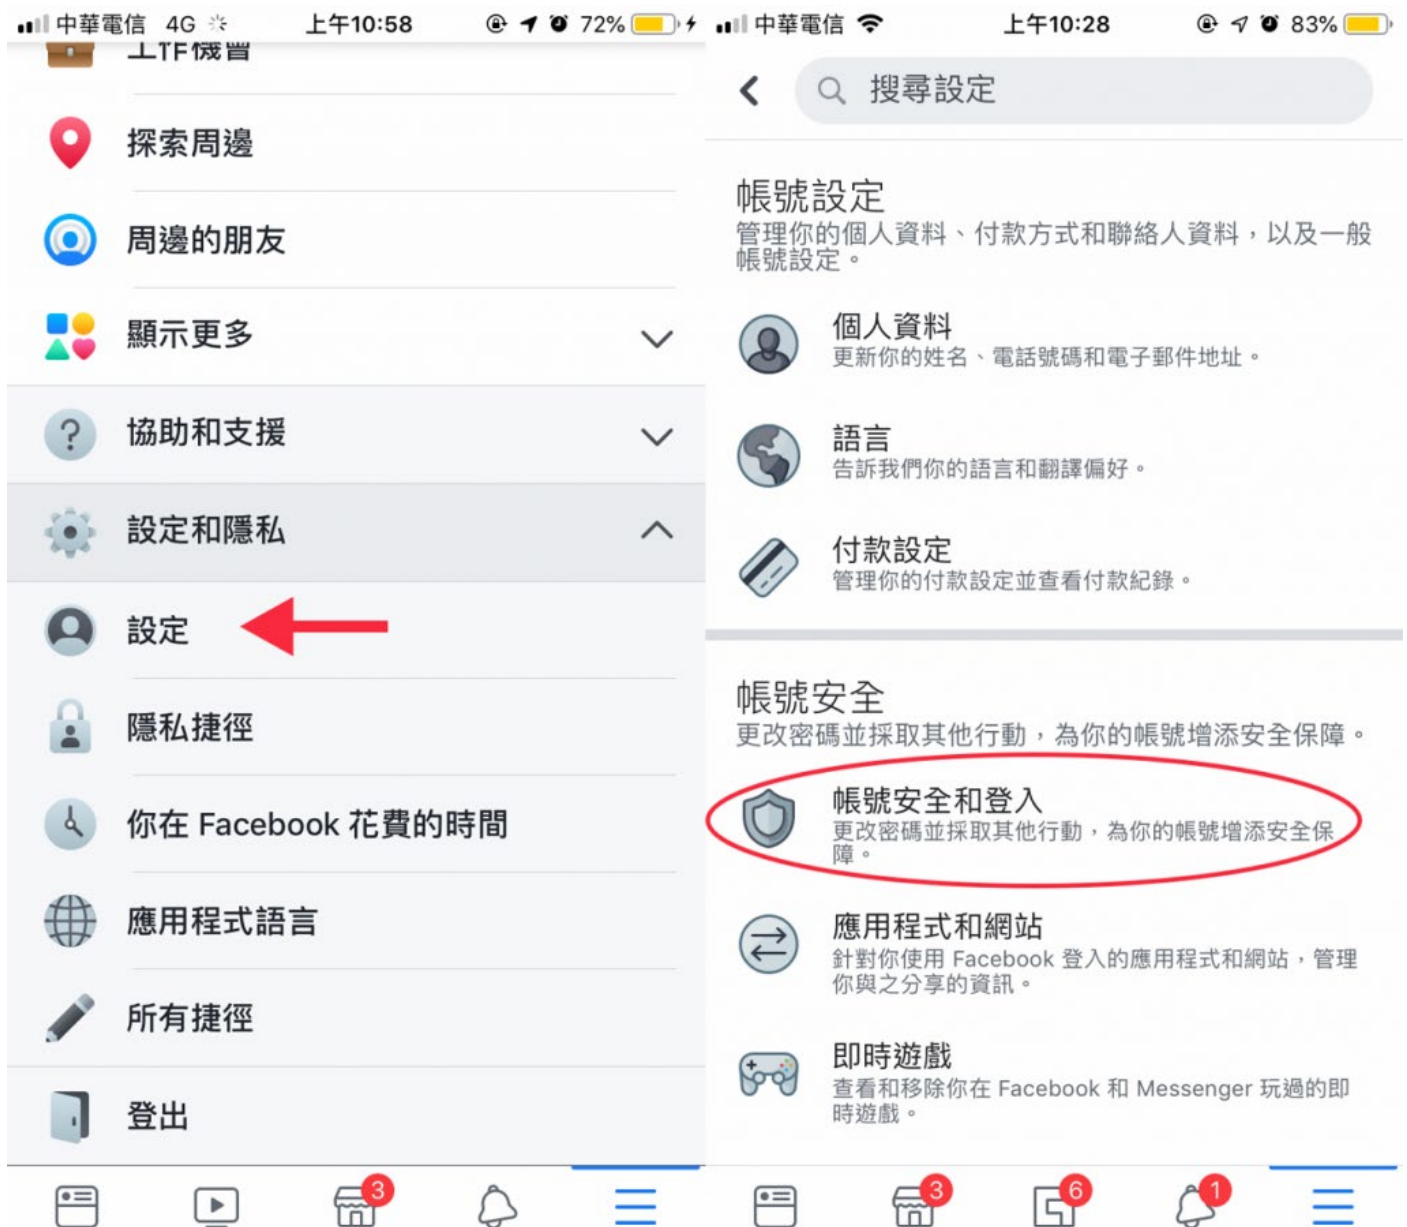 中華電信 4G 上午10:58 72%
工作機會
探索周邊
周邊的朋友
顯示更多
協助和支援
設定和隱私
設定
隱私捷徑
你在 Facebook 花費的時間
應用程式語言
所有捷徑
登出
3
中華電信 上午10:28 83%
搜尋設定
帳號設定
管理你的個人資料、付款方式和聯絡人資料，以及一般
帳號設定。
個人資料
更新你的姓名、電話號碼和電子郵件地址。
語言
告訴我們你的語言和翻譯偏好。
付款設定
管理你的付款設定並查看付款紀錄。
帳號安全
更改密碼並採取其他行動，為你的帳號增添安全保障。
帳號安全和登入
更改密碼並採取其他行動，為你的帳號增添安全保
障。
應用程式和網站
針對你使用 Facebook 登入的應用程式和網站，管理
你與之分享的資訊。
即時遊戲
查看和移除你在 Facebook 和 Messenger 玩過的即
時遊戲。
3 6 1